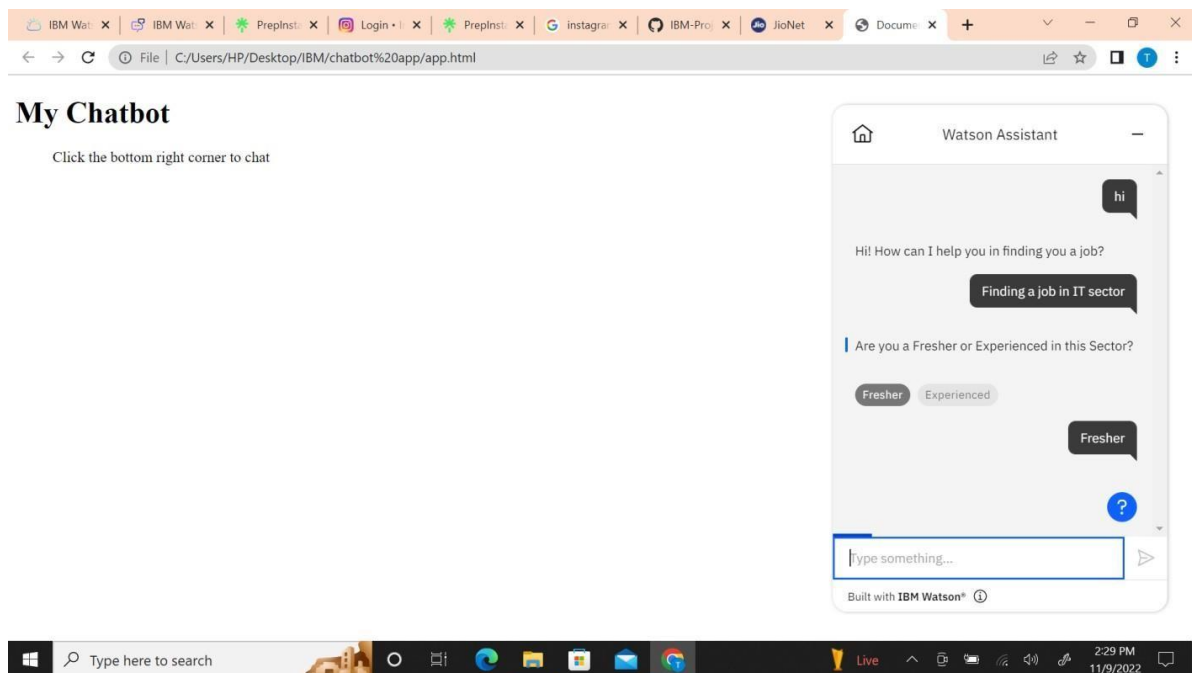 IBM Wat
IBM Wat
PrepInsta
Login • I
PrepInsta
G instagram
IBM-Proj
Jio JioNet
Docume
File | C:/Users/HP/Desktop/IBM/chatbot%20app/app.html
T
My Chatbot
Click the bottom right corner to chat
Watson Assistant
hi
Hi! How can I help you in finding you a job?
Finding a job in IT sector
Are you a Fresher or Experienced in this Sector?
Fresher Experienced
Fresher
?
Type something...
Built with IBM Watson®
Type here to search
Live
2:29 PM
11/9/2022